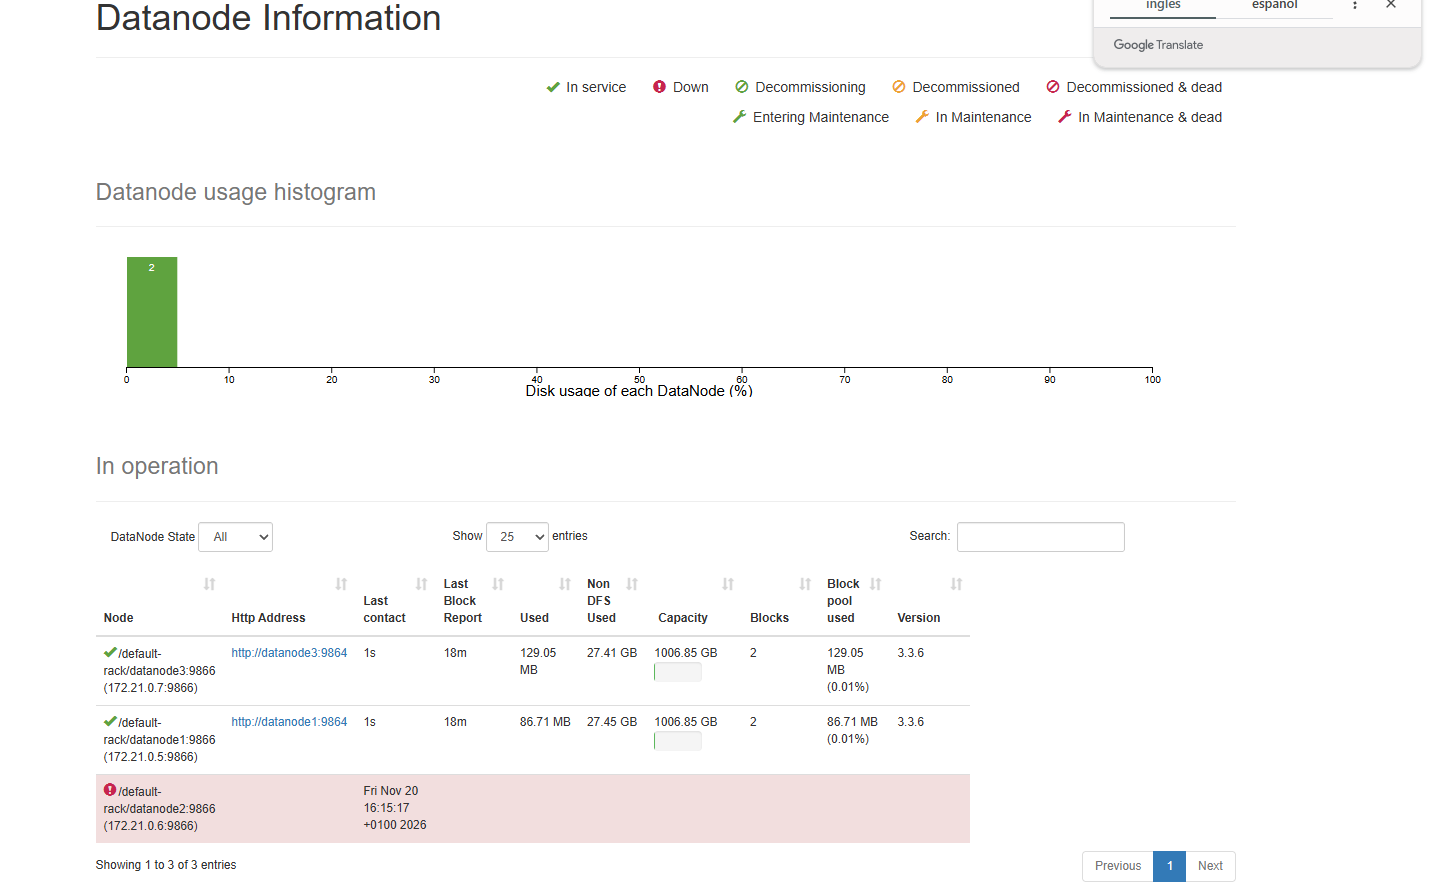 Datanode Information
inglés español
Google Translate
In service Down Decommissioning Decommissioned Decommissioned & dead
Entering Maintenance In Maintenance In Maintenance & dead
Datanode usage histogram
2
0 10 20 30 40 50 60 70 80 90 100
Disk usage of each DataNode (%)
In operation
DataNode State All Show 25 entries Search:
Node Http Address Last contact Last Block Report Used Non DFS Used Capacity Blocks Block pool used Version
/default-rack/datanode3:9866 (172.21.0.7:9866) http://datanode3:9864 1s 18m 129.05 MB 27.41 GB 1006.85 GB 2 129.05 MB (0.01%) 3.3.6
/default-rack/datanode1:9866 (172.21.0.5:9866) http://datanode1:9864 1s 18m 86.71 MB 27.45 GB 1006.85 GB 2 86.71 MB (0.01%) 3.3.6
/default-rack/datanode2:9866 (172.21.0.6:9866) Fri Nov 20 16:15:17 +0100 2026
Showing 1 to 3 of 3 entries
Previous 1 Next